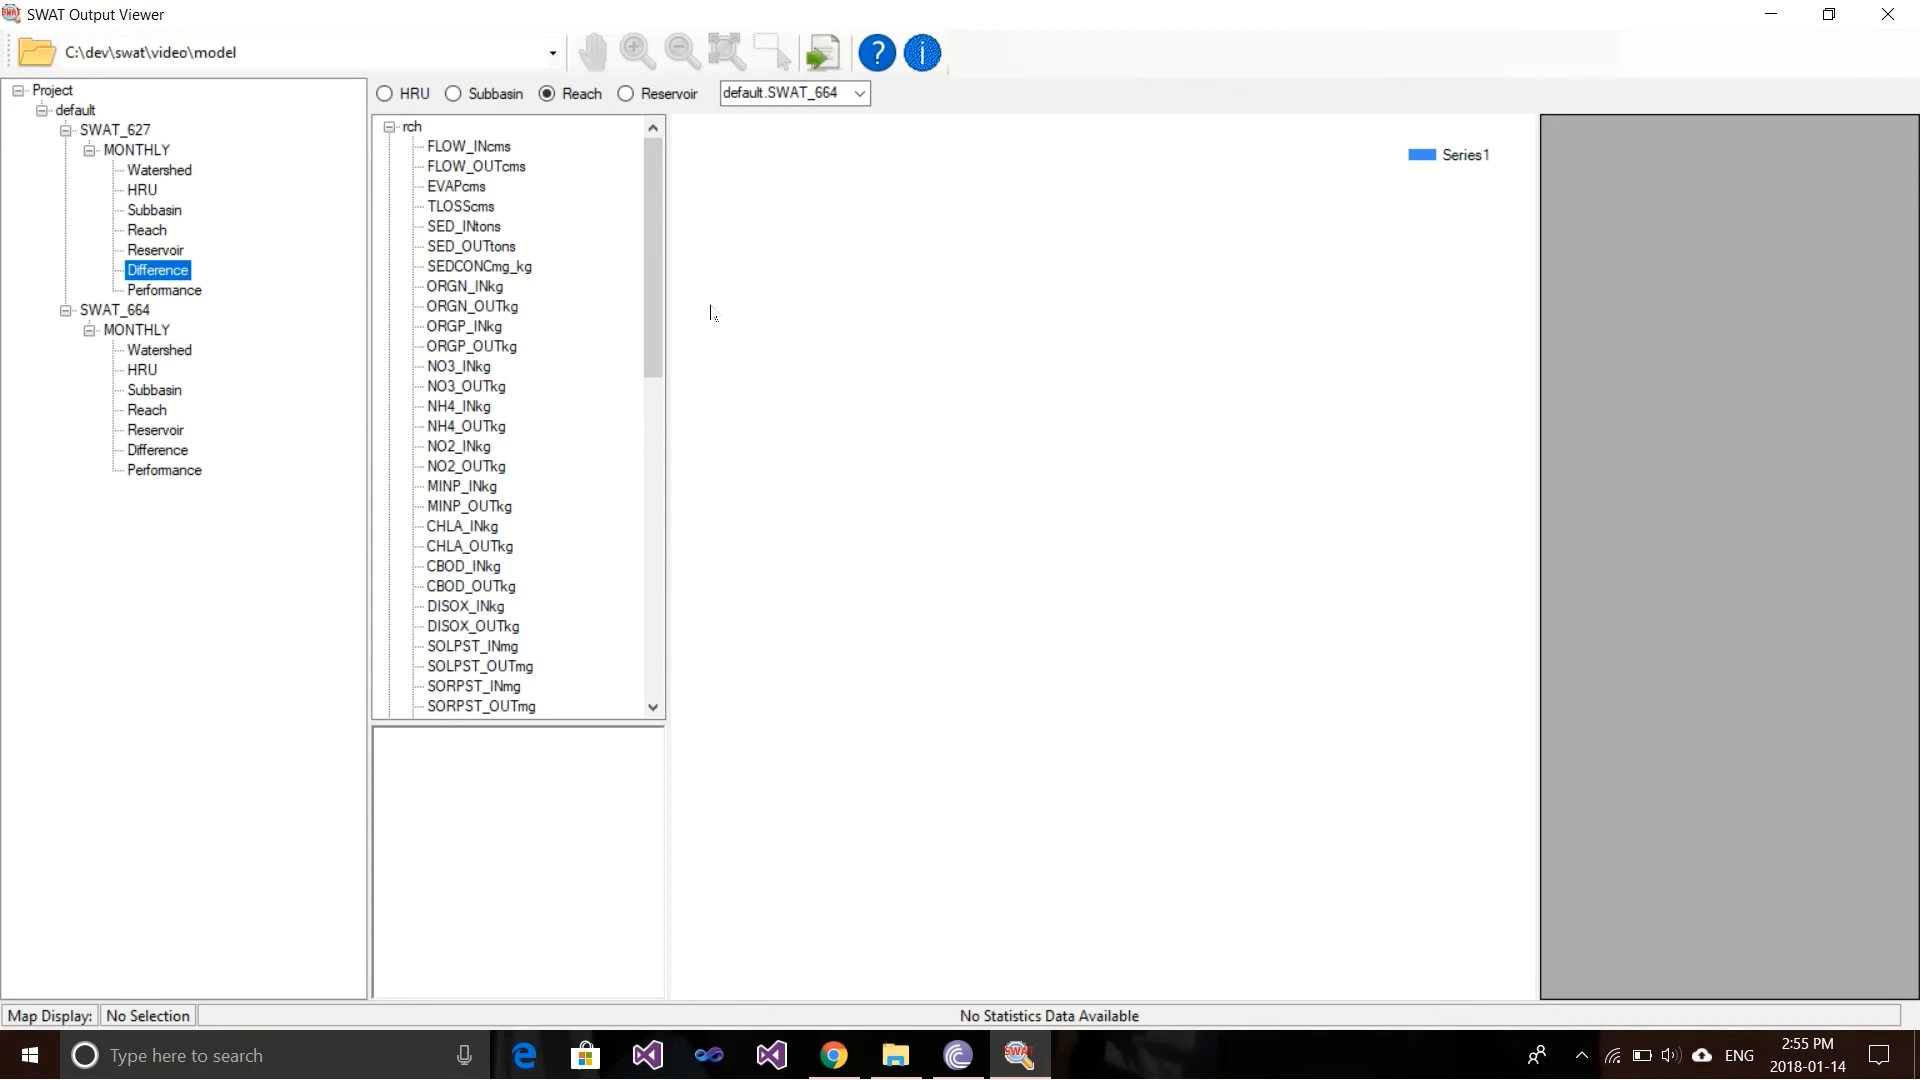 SWAT Output Viewer
C:\dev\swat\video\model
Project
default
SWAT_627
MONTHLY
Watershed
HRU
Subbasin
Reach
Reservoir
Difference
Performance
SWAT_664
MONTHLY
Watershed
HRU
Subbasin
Reach
Reservoir
Difference
Performance
HRU Subbasin Reach Reservoir default.SWAT_664
rch
FLOW_INcms
FLOW_OUTcms
EVAPcms
TLOSScms
SED_INtons
SED_OUTtons
SEDCONCmg_kg
ORGN_INkg
ORGN_OUTkg
ORGP_INkg
ORGP_OUTkg
NO3_INkg
NO3_OUTkg
NH4_INkg
NH4_OUTkg
NO2_INkg
NO2_OUTkg
MINP_INkg
MINP_OUTkg
CHLA_INkg
CHLA_OUTkg
CBOD_INkg
CBOD_OUTkg
DISOX_INkg
DISOX_OUTkg
SOLPST_INmg
SOLPST_OUTmg
SORPST_INmg
SORPST_OUTmg
Series1
Map Display: No Selection No Statistics Data Available
Type here to search
SWAT
ENG
2:55 PM
2018-01-14